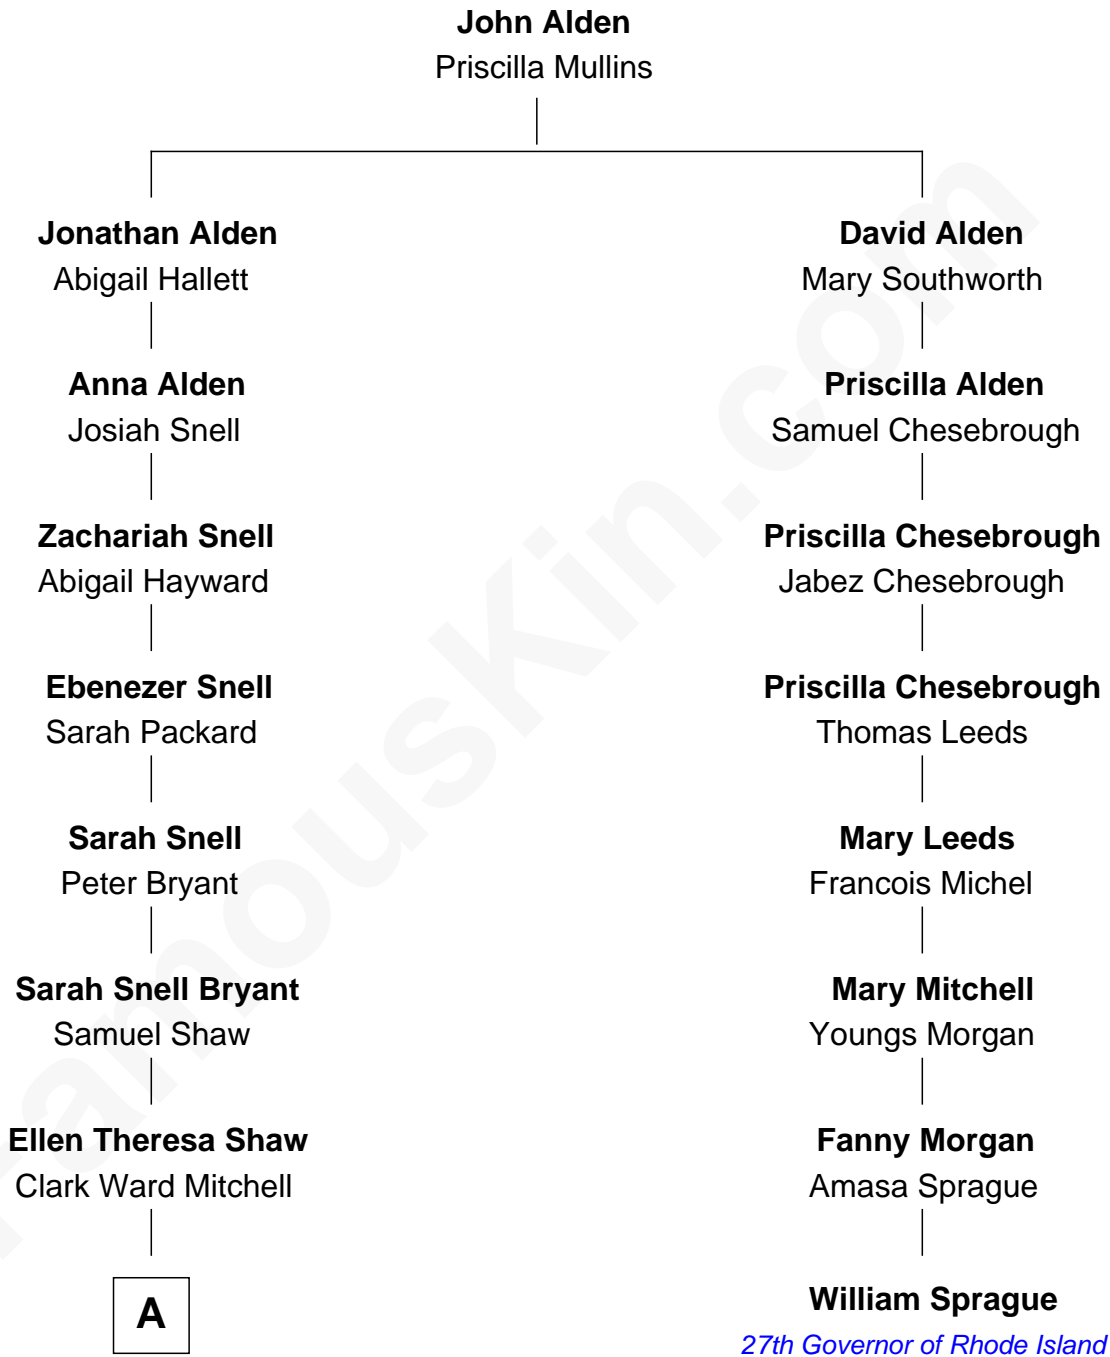 John Alden
Priscilla Mullins
Jonathan Alden
Abigail Hallett
David Alden
Mary Southworth
Anna Alden
Josiah Snell
Priscilla Alden
Samuel Chesebrough
Zachariah Snell
Abigail Hayward
Priscilla Chesebrough
Jabez Chesebrough
Ebenezer Snell
Sarah Packard
Priscilla Chesebrough
Thomas Leeds
Sarah Snell
Peter Bryant
Mary Leeds
Francois Michel
Sarah Snell Bryant
Samuel Shaw
Mary Mitchell
Youngs Morgan
Ellen Theresa Shaw
Clark Ward Mitchell
Fanny Morgan
Amasa Sprague
A
William Sprague
27th Governor of Rhode Island
FamousKin.com